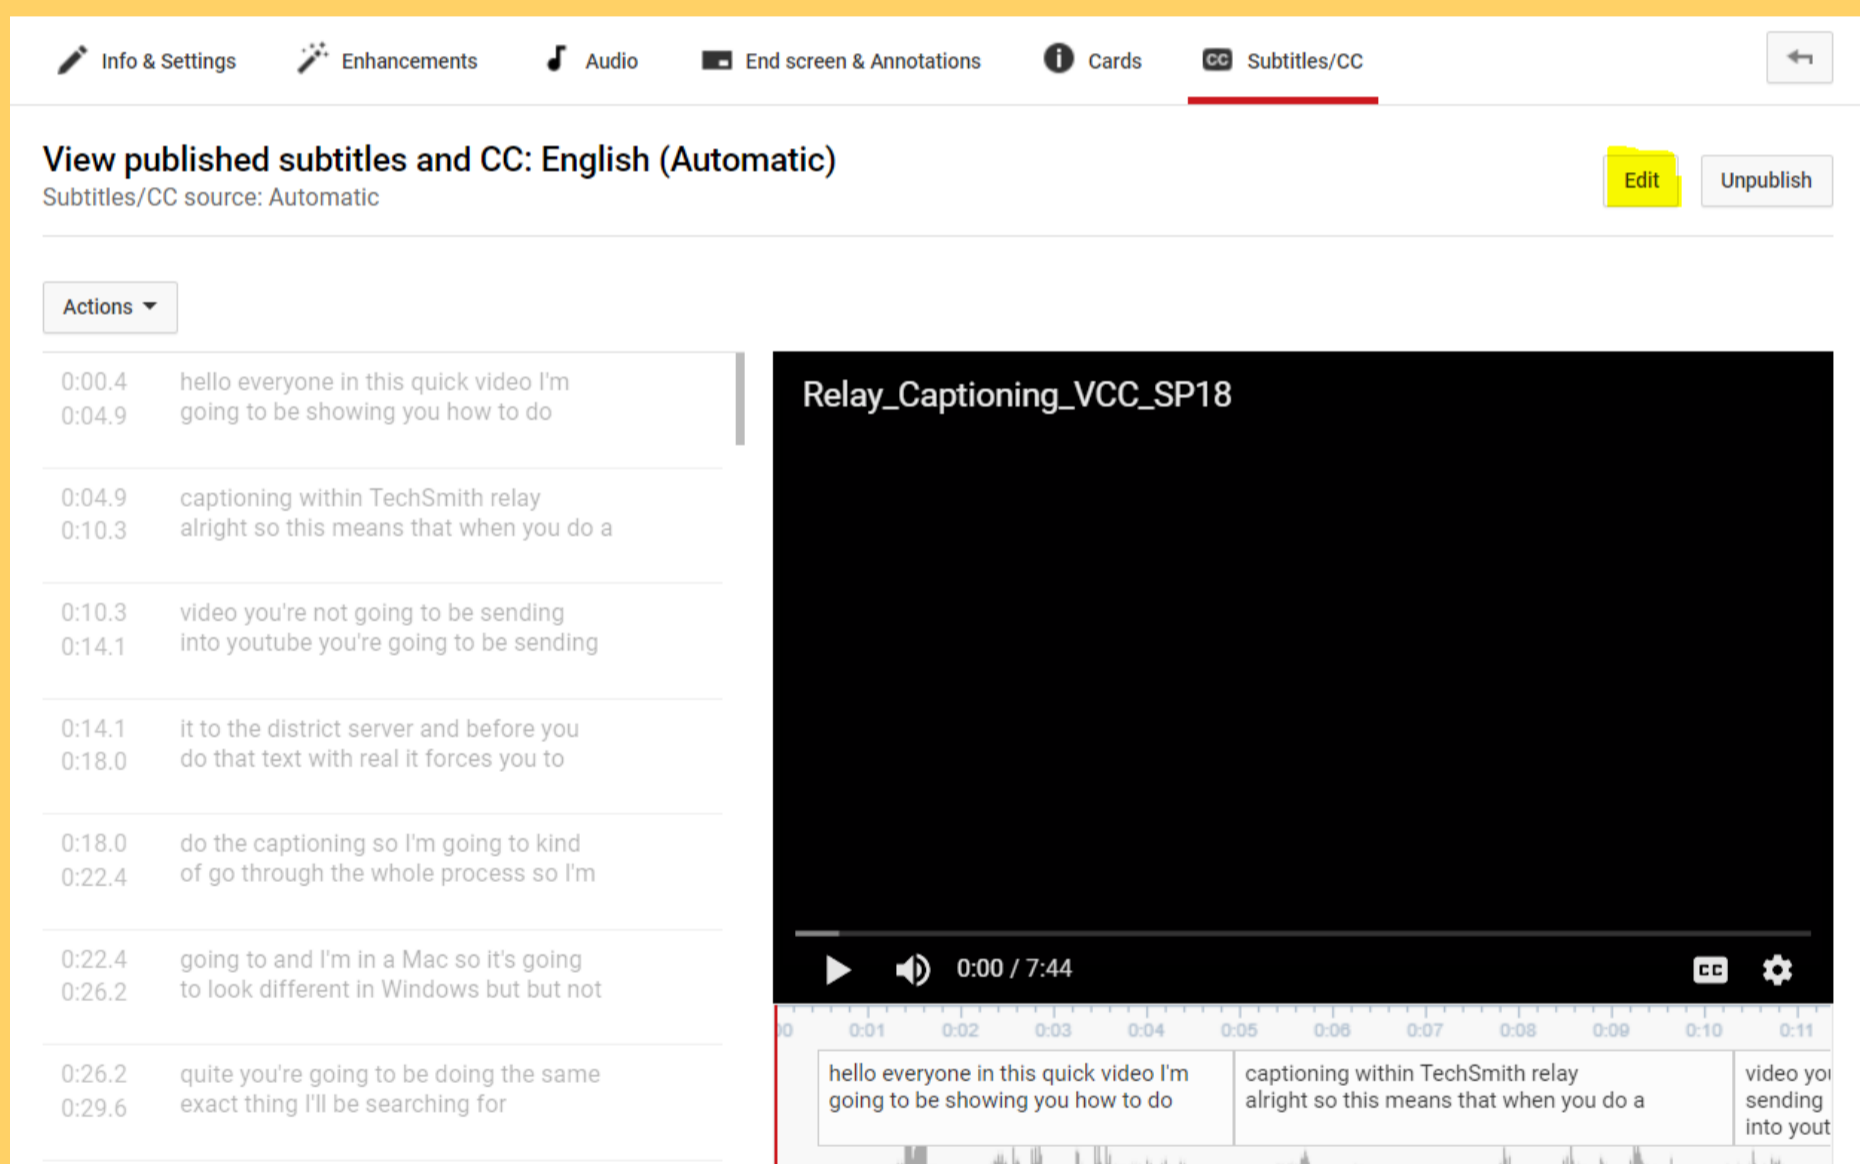 Info & Settings
Enhancements
Audio
End screen & Annotations
Cards
CC Subtitles/CC
View published subtitles and CC: English (Automatic)
Subtitles/CC source: Automatic
Edit
Unpublish
Actions
0:00.4 hello everyone in this quick video I'm
0:04.9 going to be showing you how to do
0:04.9 captioning within TechSmith relay
0:10.3 alright so this means that when you do a
0:10.3 video you're not going to be sending
0:14.1 into youtube you're going to be sending
0:14.1 it to the district server and before you
0:18.0 do that text with real it forces you to
0:18.0 do the captioning so I'm going to kind
0:22.4 of go through the whole process so I'm
0:22.4 going to and I'm in a Mac so it's going
0:26.2 to look different in Windows but but not
0:26.2 quite you're going to be doing the same
0:29.6 exact thing I'll be searching for
Relay_Captioning_VCC_SP18
0:00 / 7:44
CC
0:01 0:02 0:03 0:04 0:05 0:06 0:07 0:08 0:09 0:10 0:11
hello everyone in this quick video I'm
going to be showing you how to do
captioning within TechSmith relay
alright so this means that when you do a
video you
sending
into yout